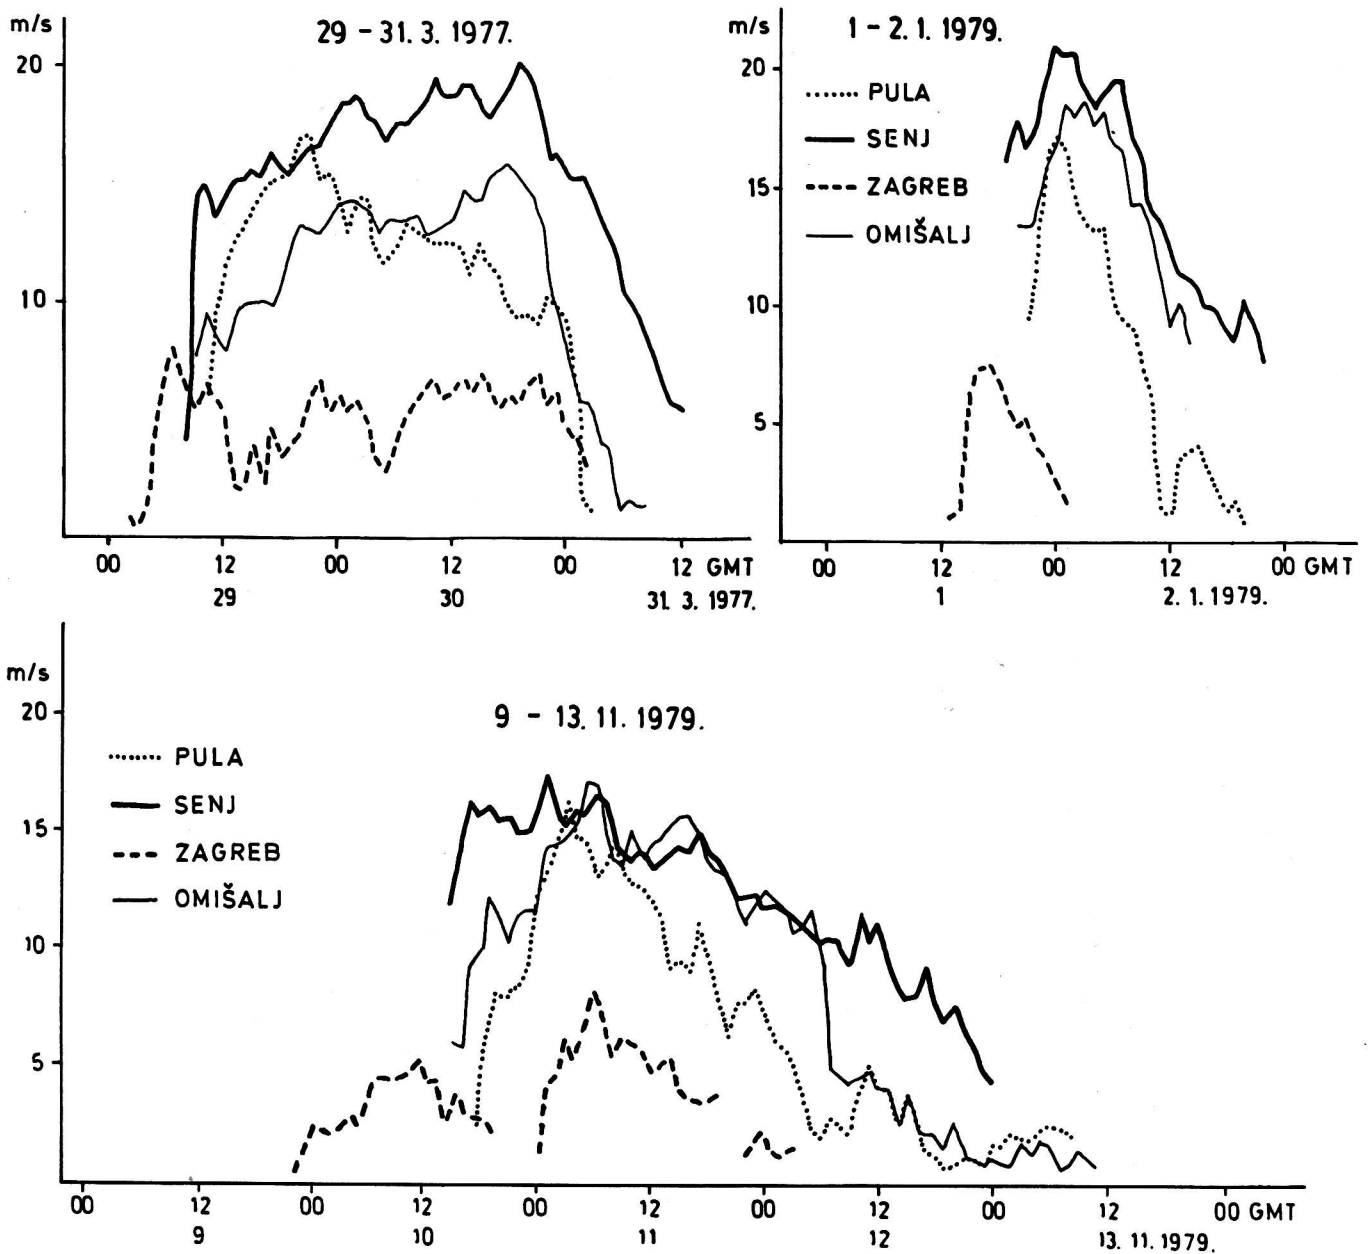 m/s
29 – 31. 3. 1977.
20
10
00 12 00 12 00 12 GMT
29 30 31. 3. 1977.
m/s
1 – 2. 1. 1979.
20
PULA
SENJ
15
ZAGREB
OMIŠALJ
10
5
00 12 00 12 00 GMT
1 2. 1. 1979.
m/s
20
9 – 13. 11. 1979.
PULA
SENJ
15
ZAGREB
OMIŠALJ
10
5
00 12 00 12 00 12 00 12 00 12 00 GMT
9 10 11 12 13. 11. 1979.